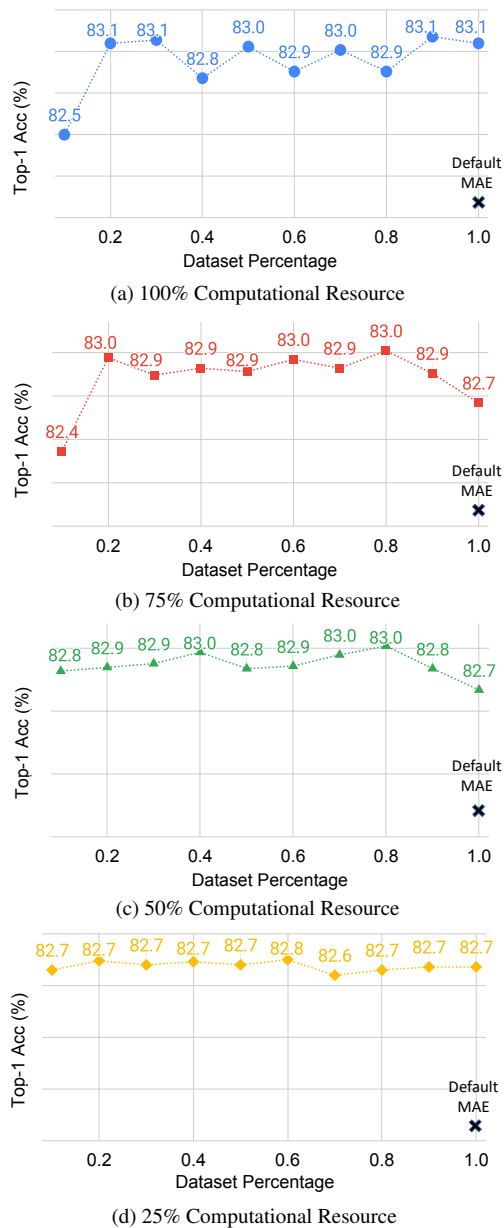 83.1 83.1 82.8 83.0 82.9 83.0 82.9 83.1 83.1
82.5
Top-1 Acc (%)
Default
MAE
0.2 0.4 0.6 0.8 1.0
Dataset Percentage
(a) 100% Computational Resource
83.0 82.9 82.9 82.9 83.0 82.9 83.0 82.9 82.7
82.4
Top-1 Acc (%)
Default
MAE
0.2 0.4 0.6 0.8 1.0
Dataset Percentage
(b) 75% Computational Resource
82.8 82.9 82.9 83.0 82.8 82.9 83.0 83.0 82.8 82.7
Top-1 Acc (%)
Default
MAE
0.2 0.4 0.6 0.8 1.0
Dataset Percentage
(c) 50% Computational Resource
82.7 82.7 82.7 82.7 82.7 82.8 82.6 82.7 82.7 82.7
Top-1 Acc (%)
Default
MAE
0.2 0.4 0.6 0.8 1.0
Dataset Percentage
(d) 25% Computational Resource